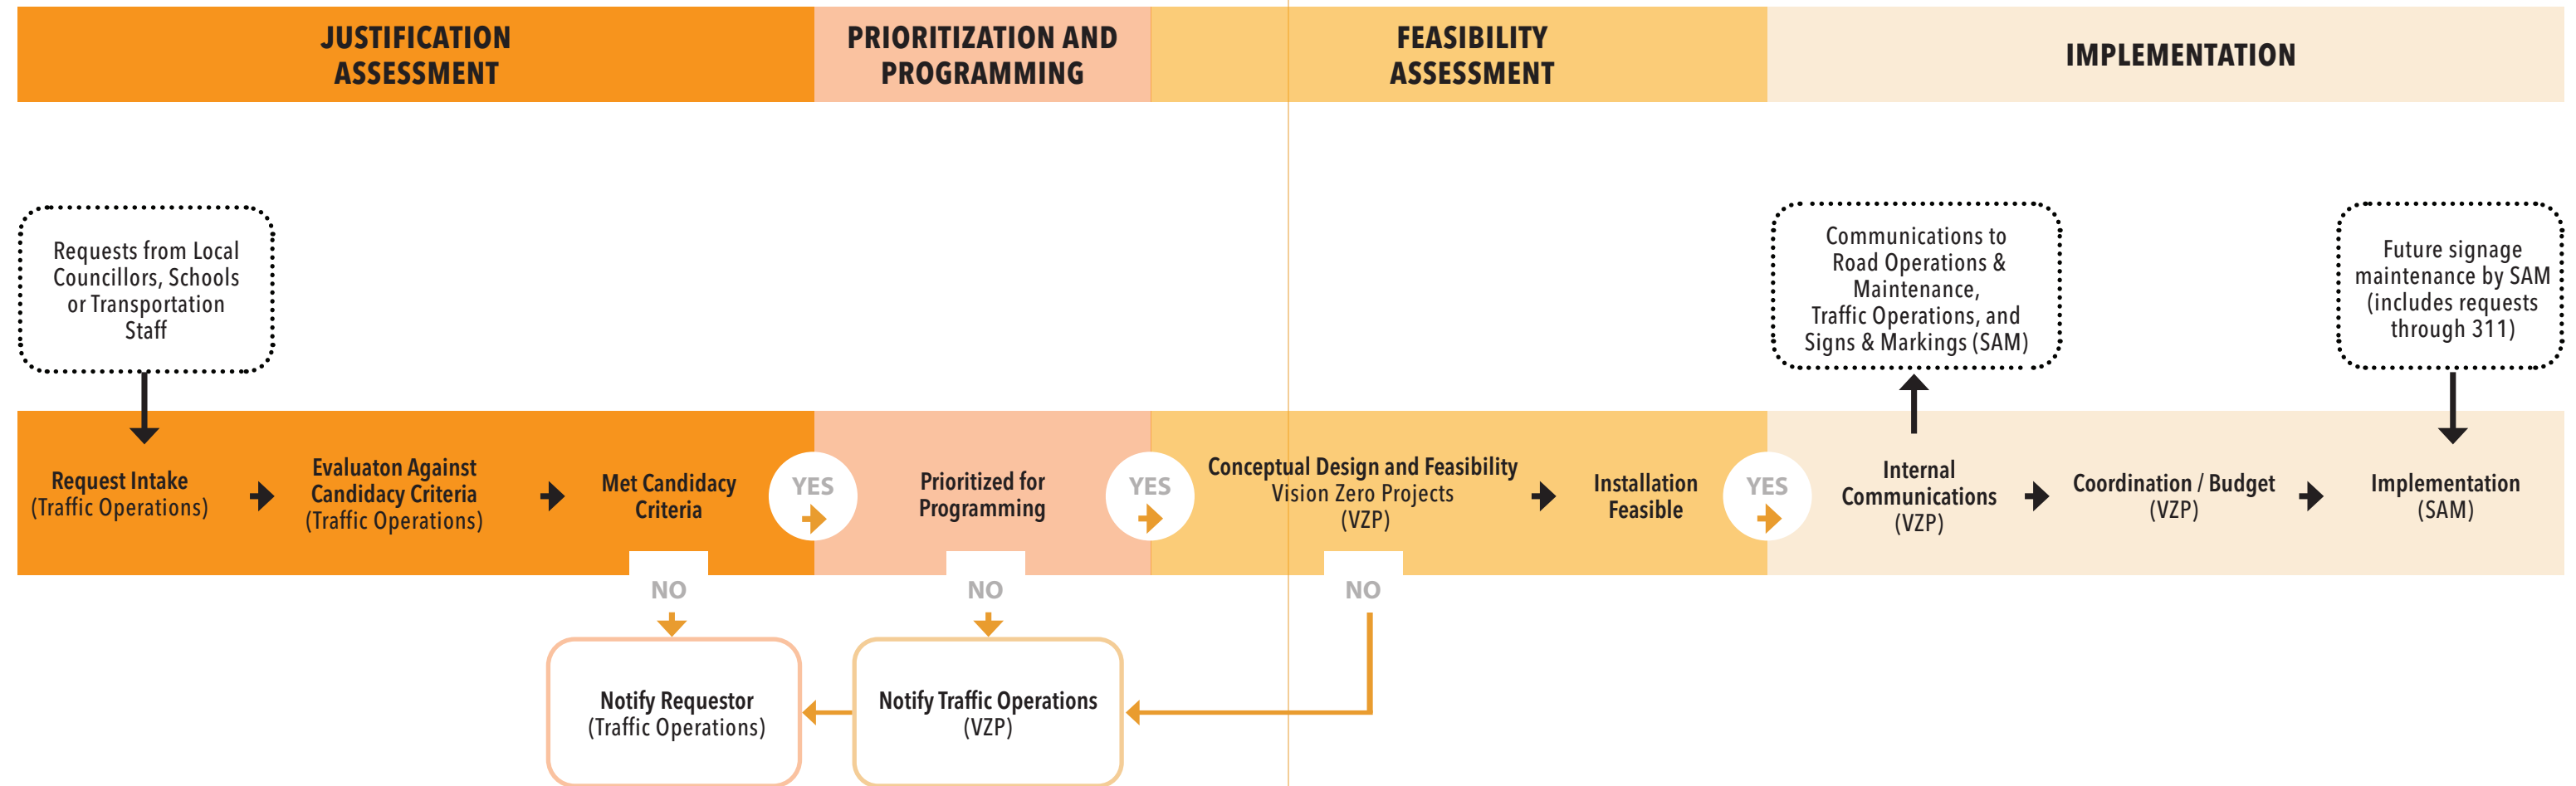 JUSTIFICATION
ASSESSMENT
PRIORITIZATION AND
PROGRAMMING
FEASIBILITY
ASSESSMENT
IMPLEMENTATION
Requests from Local
Councillors, Schools
or Transportation
Staff
Communications to
Road Operations &
Maintenance,
Traffic Operations, and
Signs & Markings (SAM)
Future signage
maintenance by SAM
(includes requests
through 311)
Request Intake
(Traffic Operations)
Evaluaton Against
Candidacy Criteria
(Traffic Operations)
Met Candidacy
Criteria
YES
Prioritized for
Programming
YES
Conceptual Design and Feasibility
Vision Zero Projects
(VZP)
Installation
Feasible
YES
Internal
Communications
(VZP)
Coordination / Budget
(VZP)
Implementation
(SAM)
NO
NO
NO
Notify Requestor
(Traffic Operations)
Notify Traffic Operations
(VZP)